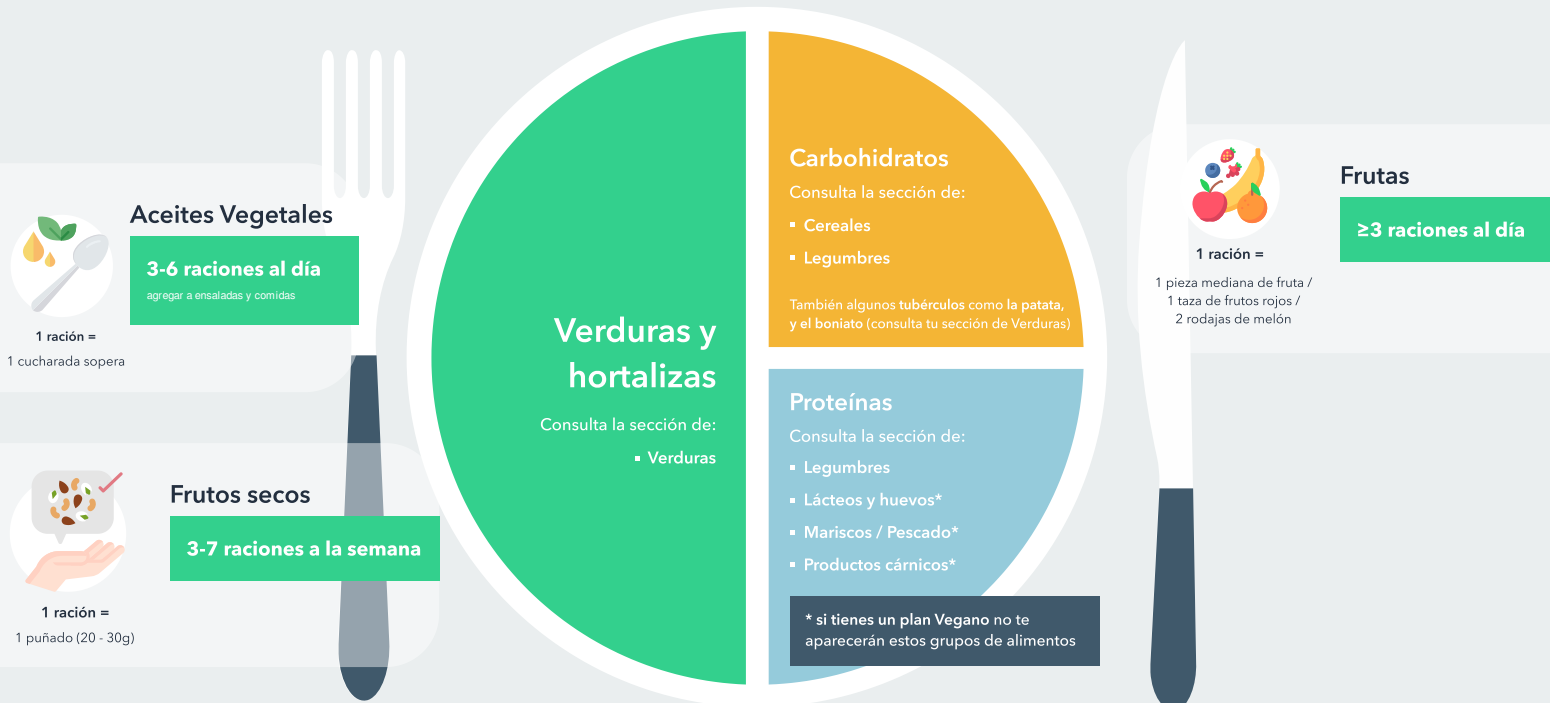 Aceites Vegetales
3-6 raciones al día
agregar a ensaladas y comidas
1 ración =
1 cucharada sopera
Frutos secos
3-7 raciones a la semana
1 ración =
1 puñado (20 - 30g)
Verduras y
hortalizas
Consulta la sección de:
▪ Verduras
Carbohidratos
Consulta la sección de:
▪ Cereales
▪ Legumbres
También algunos tubérculos como la patata,
y el boniato (consulta tu sección de Verduras)
Proteínas
Consulta la sección de:
▪ Legumbres
▪ Lácteos y huevos*
▪ Mariscos / Pescado*
▪ Productos cárnicos*
* si tienes un plan Vegano no te
aparecerán estos grupos de alimentos
Frutas
≥3 raciones al día
1 ración =
1 pieza mediana de fruta /
1 taza de frutos rojos /
2 rodajas de melón